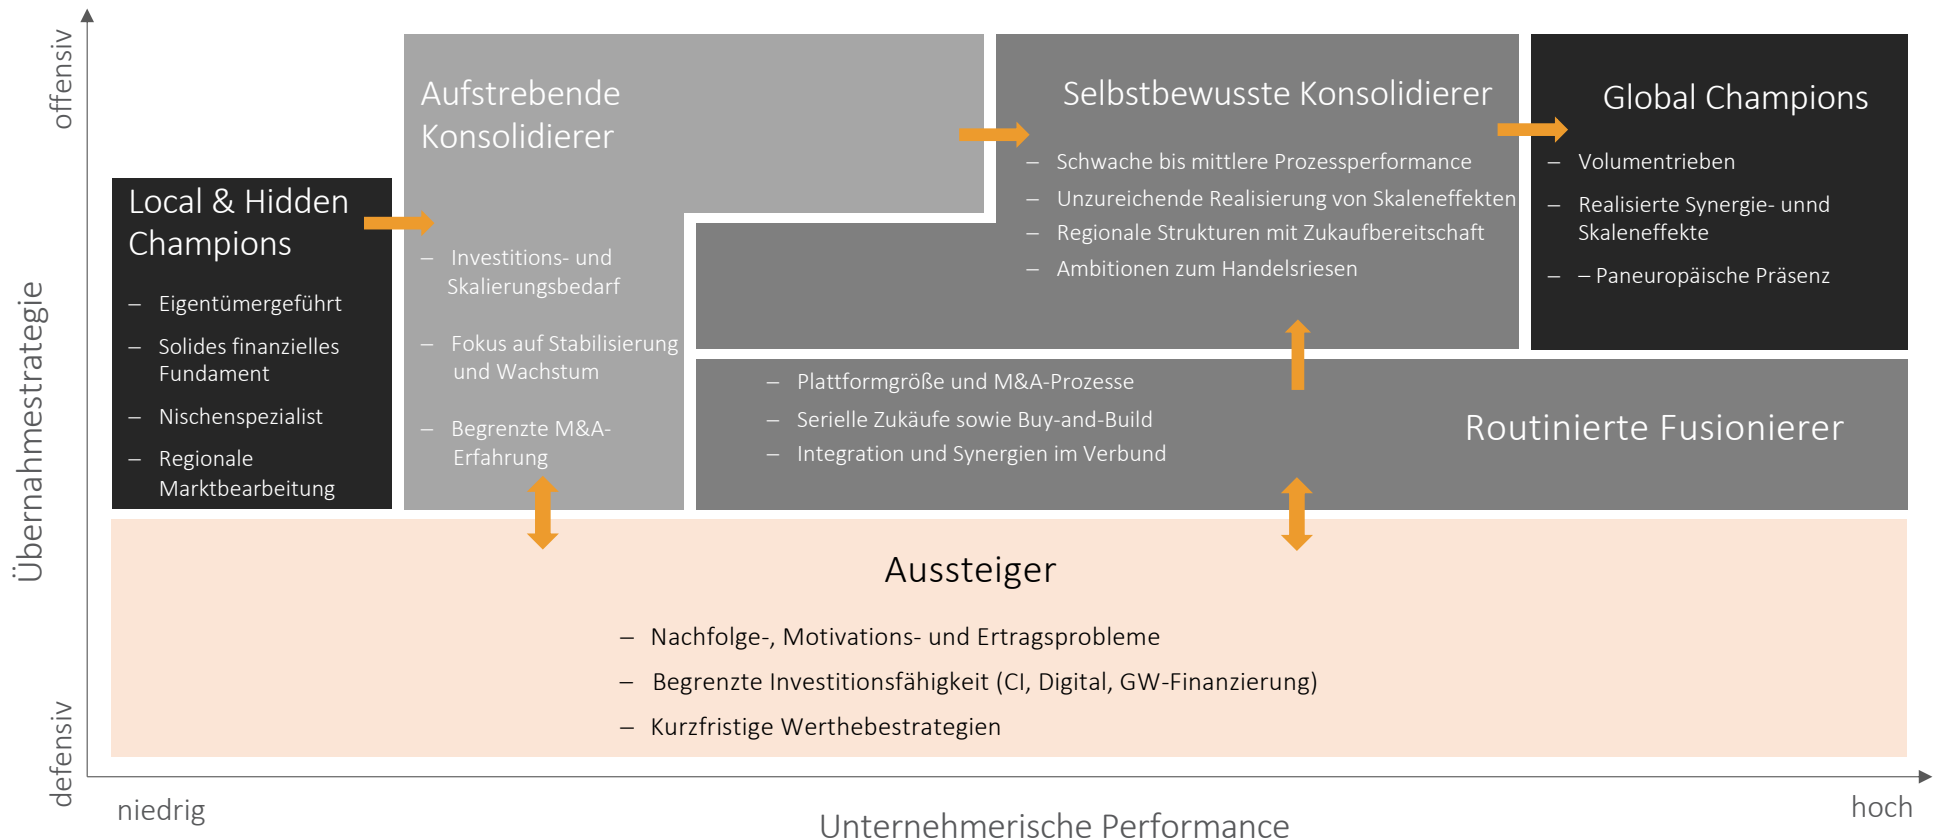 offensiv
Übernahmestrategie
defensiv
Local & Hidden
Champions
– Eigentümergeführt
– Solides finanzielles
Fundament
– Nischenspezialist
– Regionale
Marktbearbeitung
Aufstrebende
Konsolidierer
– Investitions- und
Skalierungsbedarf
– Fokus auf Stabilisierung
und Wachstum
– Begrenzte M&A-
Erfahrung
Selbstbewusste Konsolidierer
– Schwache bis mittlere Prozessperformance
– Unzureichende Realisierung von Skaleneffekten
– Regionale Strukturen mit Zukaufbereitschaft
– Ambitionen zum Handelsriesen
Global Champions
– Volumentrieben
– Realisierte Synergie- unnd
Skaleneffekte
– – Paneuropäische Präsenz
– Plattformgröße und M&A-Prozesse
– Serielle Zukäufe sowie Buy-and-Build
– Integration und Synergien im Verbund
Routinierte Fusionierer
Aussteiger
– Nachfolge-, Motivations- und Ertragsprobleme
– Begrenzte Investitionsfähigkeit (CI, Digital, GW-Finanzierung)
– Kurzfristige Werthebestrategien
niedrig
Unternehmerische Performance
hoch